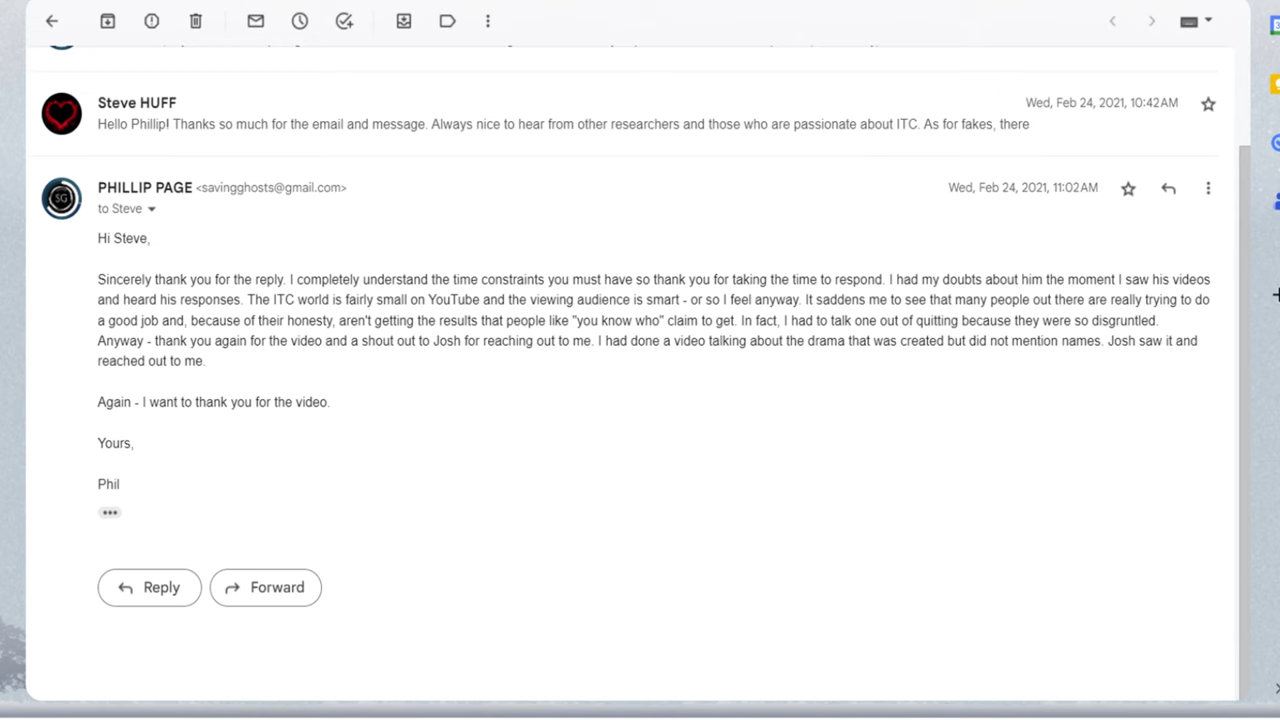 Steve HUFF
Wed, Feb 24, 2021, 10:42 AM
Hello Phillip! Thanks so much for the email and message. Always nice to hear from other researchers and those who are passionate about ITC. As for fakes, there
SG
PHILLIP PAGE <savingghosts@gmail.com>
Wed, Feb 24, 2021, 11:02 AM
to Steve
Hi Steve,
Sincerely thank you for the reply. I completely understand the time constraints you must have so thank you for taking the time to respond. I had my doubts about him the moment I saw his videos
and heard his responses. The ITC world is fairly small on YouTube and the viewing audience is smart - or so I feel anyway. It saddens me to see that many people out there are really trying to do
a good job and, because of their honesty, aren't getting the results that people like "you know who" claim to get. In fact, I had to talk one out of quitting because they were so disgruntled.
Anyway - thank you again for the video and a shout out to Josh for reaching out to me. I had done a video talking about the drama that was created but did not mention names. Josh saw it and
reached out to me.
Again - I want to thank you for the video.
Yours,
Phil
Reply
Forward